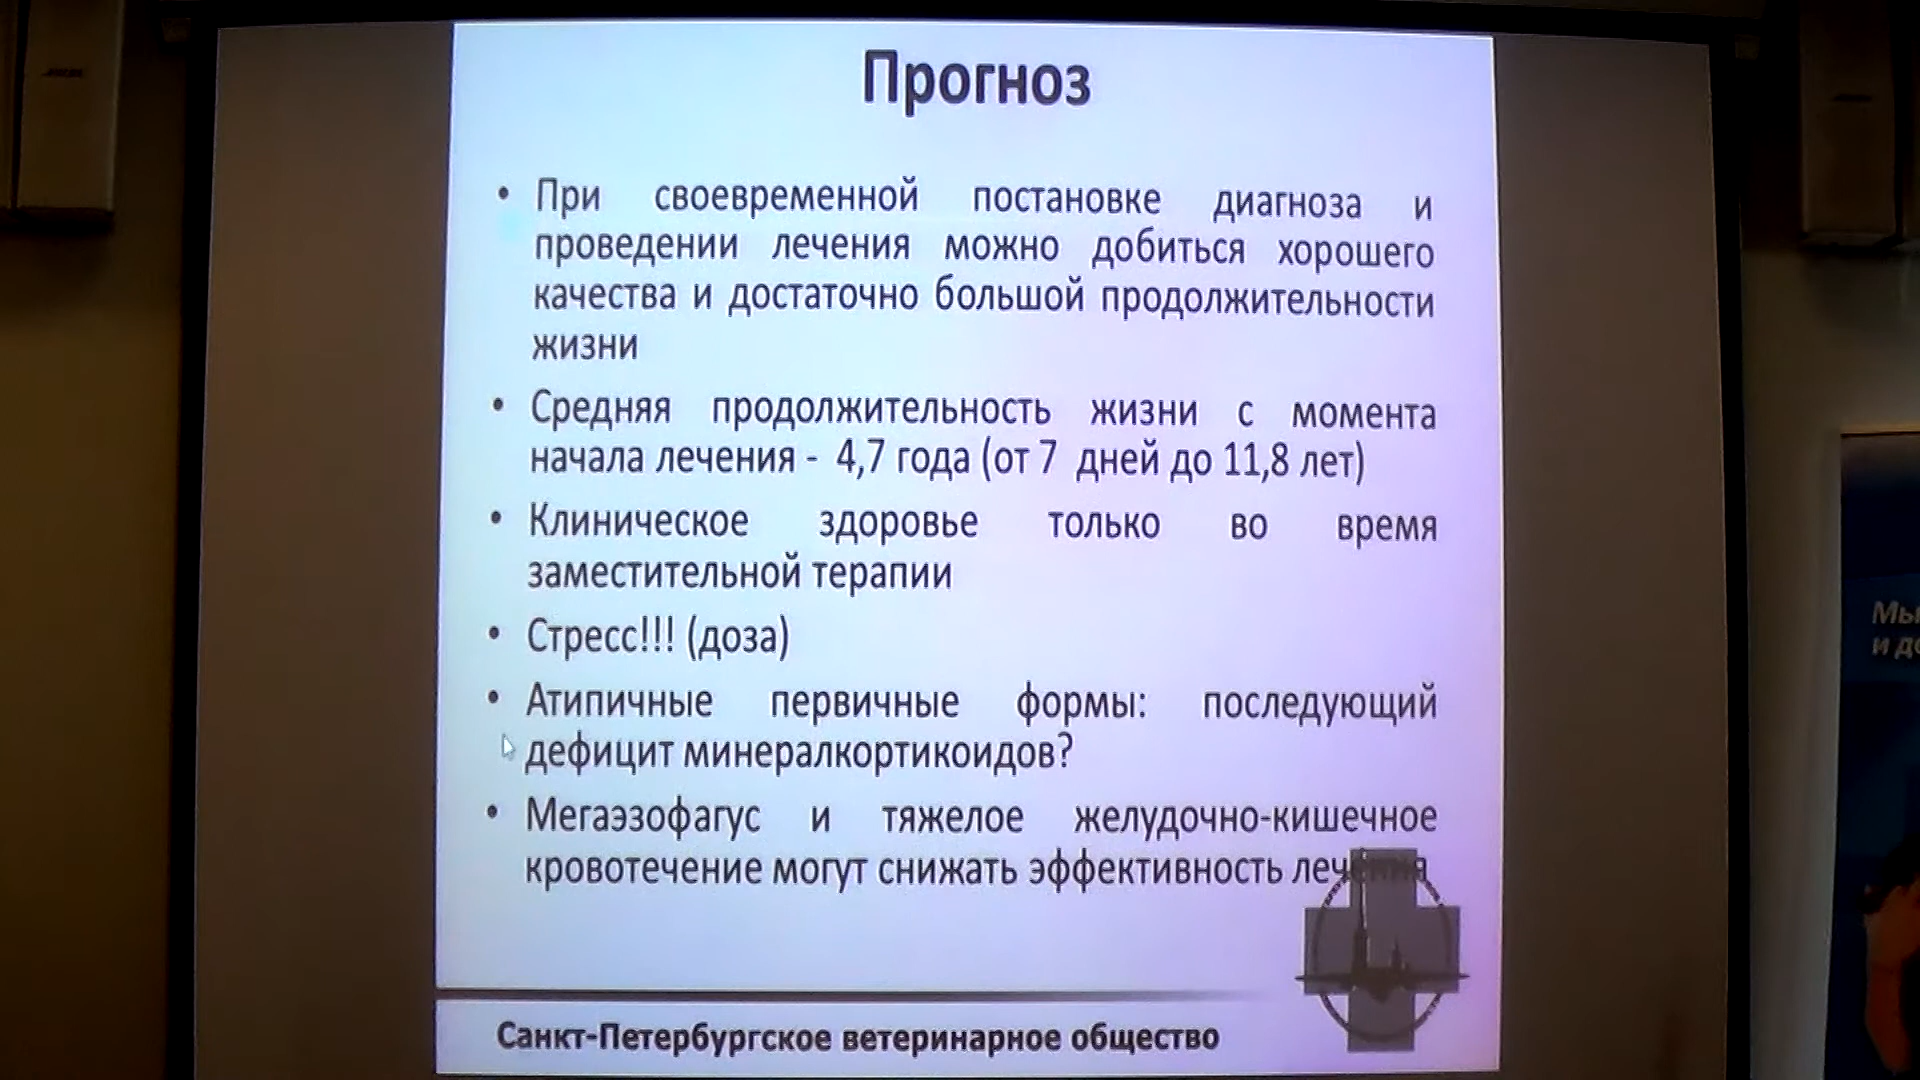 Прогноз
• При своевременной постановке диагноза и
проведении лечения можно добиться хорошего
качества и достаточно большой продолжительности
жизни
• Средняя продолжительность жизни с момента
начала лечения - 4,7 года (от 7 дней до 11,8 лет)
• Клиническое здоровье только во время
заместительной терапии
• Стресс!!! (доза)
• Атипичные первичные формы: последующий
дефицит минералкортикоидов?
• Мегаэзофагус и тяжелое желудочно-кишечное
кровотечение могут снижать эффективность лечения
Санкт-Петербургское ветеринарное общество
Мы
и